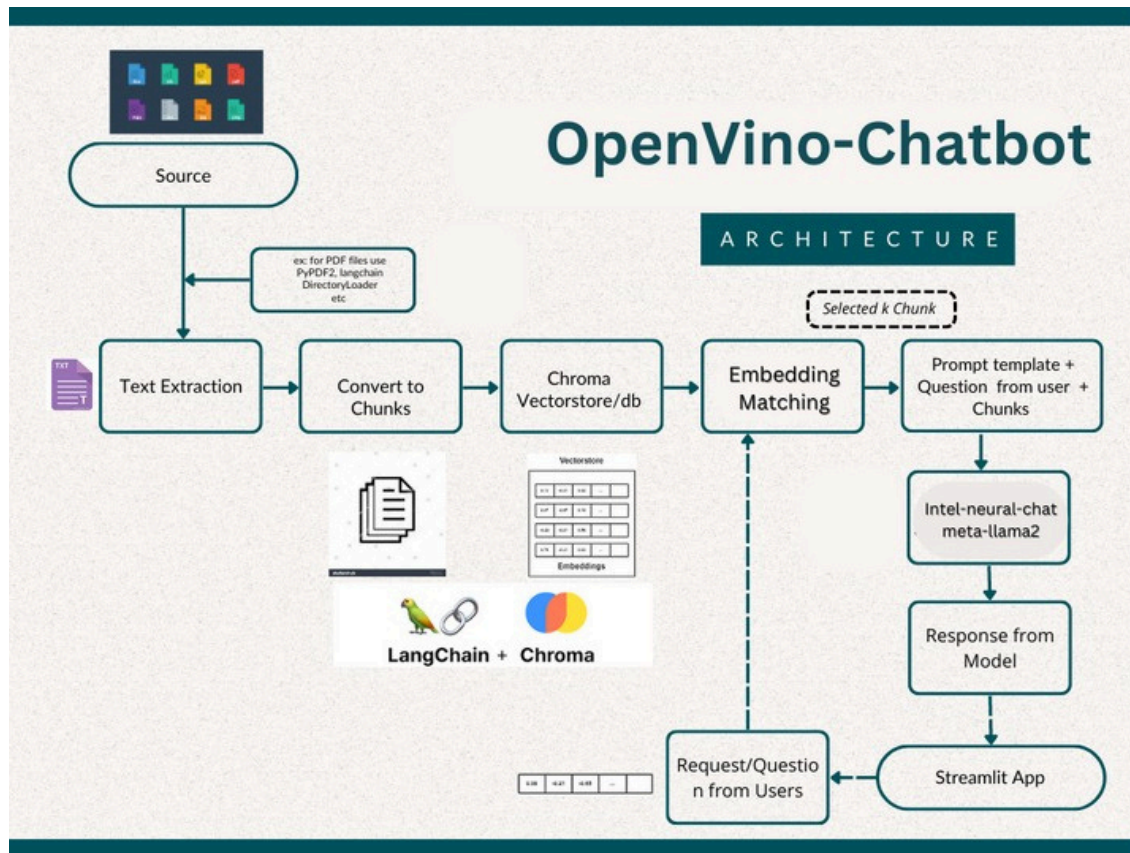 OpenVino-Chatbot
ARCHITECTURE
Source
ex: for PDF files use
PyPDF2, langchain
DirectoryLoader
etc
Selected k Chunk
TXT
T
Text Extraction
Convert to
Chunks
Chroma
Vectorstore/db
Embedding
Matching
Prompt template +
Question from user +
Chunks
Vectorstore
Embeddings
LangChain + Chroma
Intel-neural-chat
meta-llama2
Response from
Model
Request/Questio
n from Users
Streamlit App